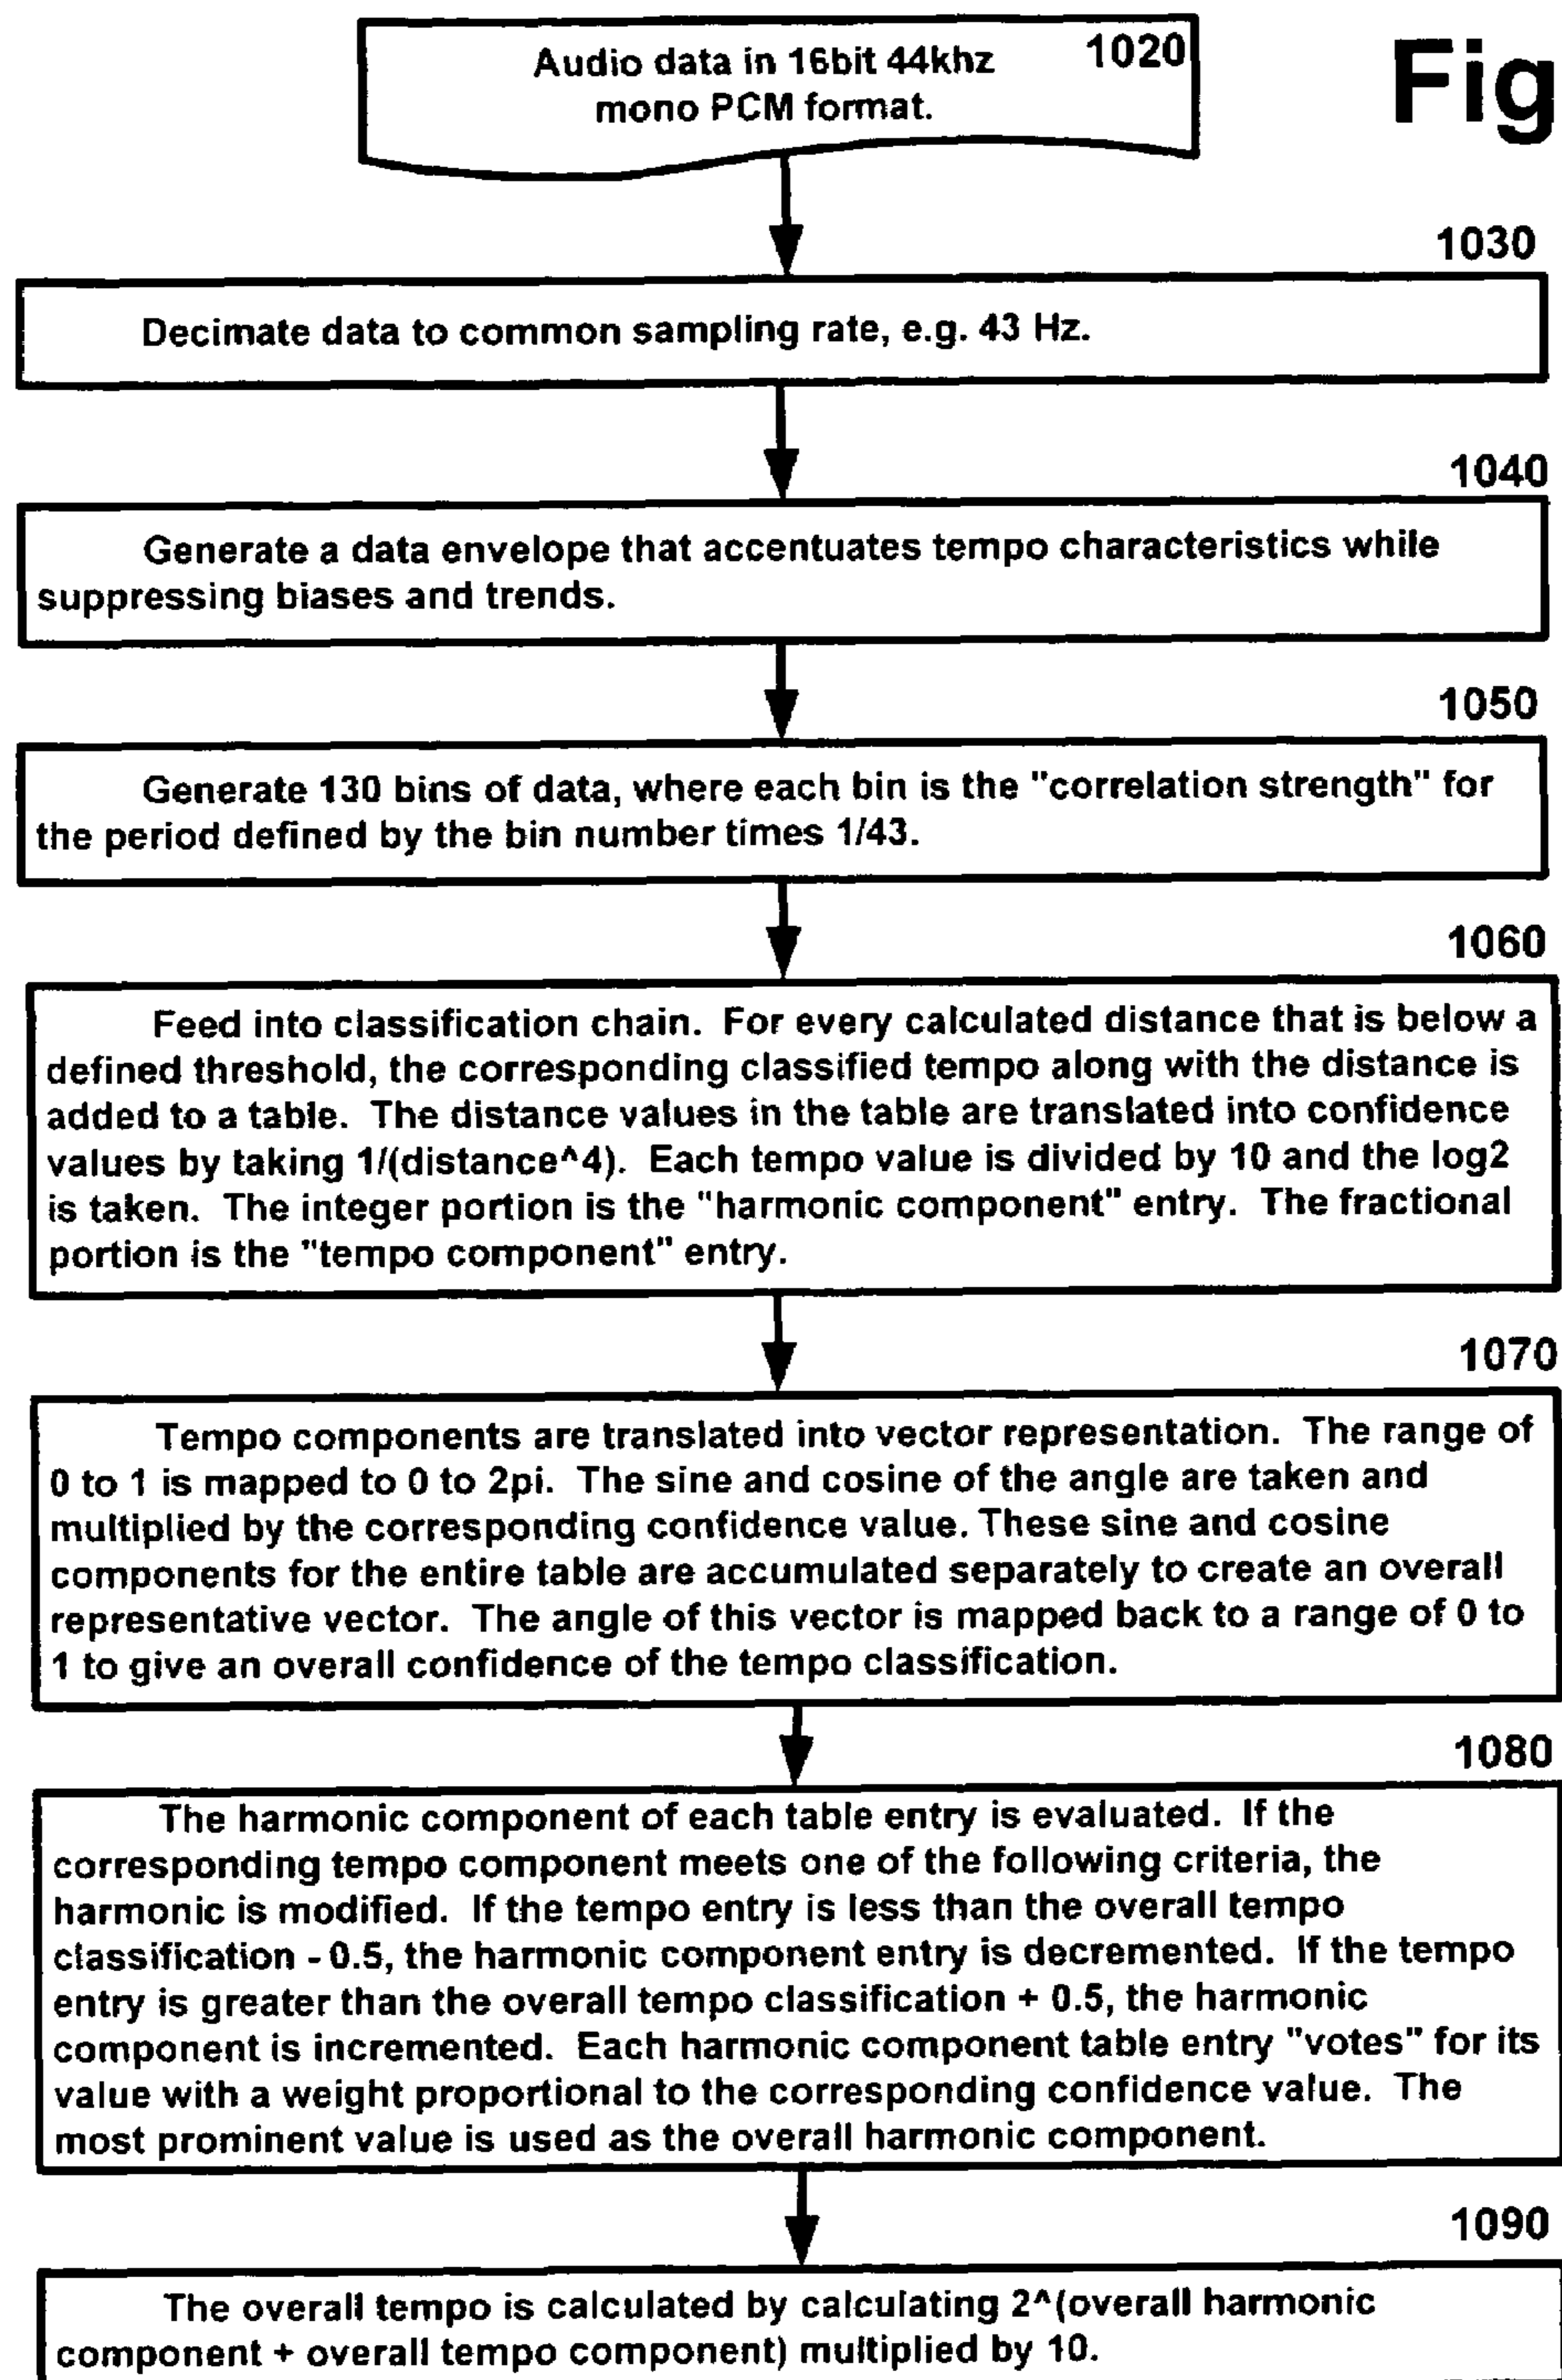 Audio data in 16bit 44khz 1020
mono PCM format.
Fig
1030
Decimate data to common sampling rate, e.g. 43 Hz.
1040
Generate a data envelope that accentuates tempo characteristics while
suppressing biases and trends.
1050
Generate 130 bins of data, where each bin is the "correlation strength" for
the period defined by the bin number times 1/43.
1060
Feed into classification chain. For every calculated distance that is below a
defined threshold, the corresponding classified tempo along with the distance is
added to a table. The distance values in the table are translated into confidence
values by taking 1/(distance^4). Each tempo value is divided by 10 and the log2
is taken. The integer portion is the "harmonic component" entry. The fractional
portion is the "tempo component" entry.
1070
Tempo components are translated into vector representation. The range of
0 to 1 is mapped to 0 to 2pi. The sine and cosine of the angle are taken and
multiplied by the corresponding confidence value. These sine and cosine
components for the entire table are accumulated separately to create an overall
representative vector. The angle of this vector is mapped back to a range of 0 to
1 to give an overall confidence of the tempo classification.
1080
The harmonic component of each table entry is evaluated. If the
corresponding tempo component meets one of the following criteria, the
harmonic is modified. If the tempo entry is less than the overall tempo
classification - 0.5, the harmonic component entry is decremented. If the tempo
entry is greater than the overall tempo classification + 0.5, the harmonic
component is incremented. Each harmonic component table entry "votes" for its
value with a weight proportional to the corresponding confidence value. The
most prominent value is used as the overall harmonic component.
1090
The overall tempo is calculated by calculating 2^(overall harmonic
component + overall tempo component) multiplied by 10.